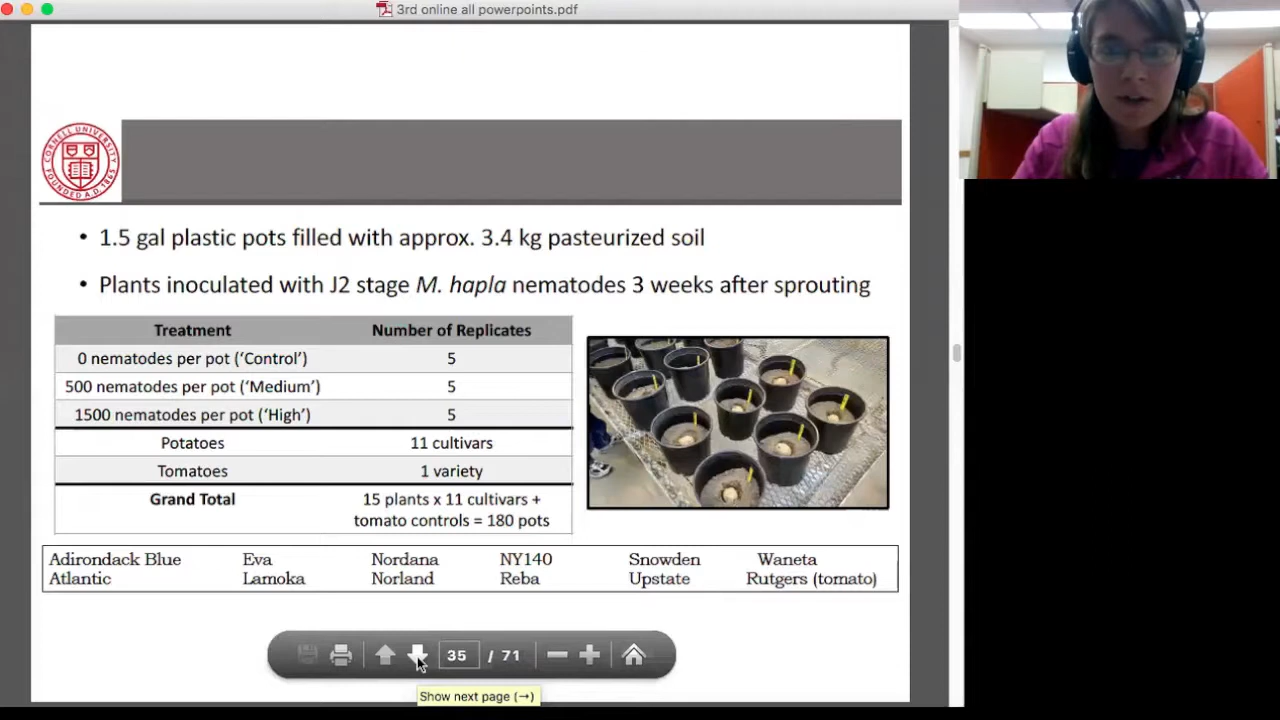 3rd online all powerpoints.pdf
CORNELL UNIVERSITY
FOUNDED A.D. 1865
• 1.5 gal plastic pots filled with approx. 3.4 kg pasteurized soil
• Plants inoculated with J2 stage M. hapla nematodes 3 weeks after sprouting
Treatment Number of Replicates
0 nematodes per pot (‘Control’) 5
500 nematodes per pot (‘Medium’) 5
1500 nematodes per pot (‘High’) 5
Potatoes 11 cultivars
Tomatoes 1 variety
Grand Total 15 plants x 11 cultivars +
tomato controls = 180 pots
Adirondack Blue Eva Nordana NY140 Snowden Waneta
Atlantic Lamoka Norland Reba Upstate Rutgers (tomato)
35 / 71
Show next page (→)